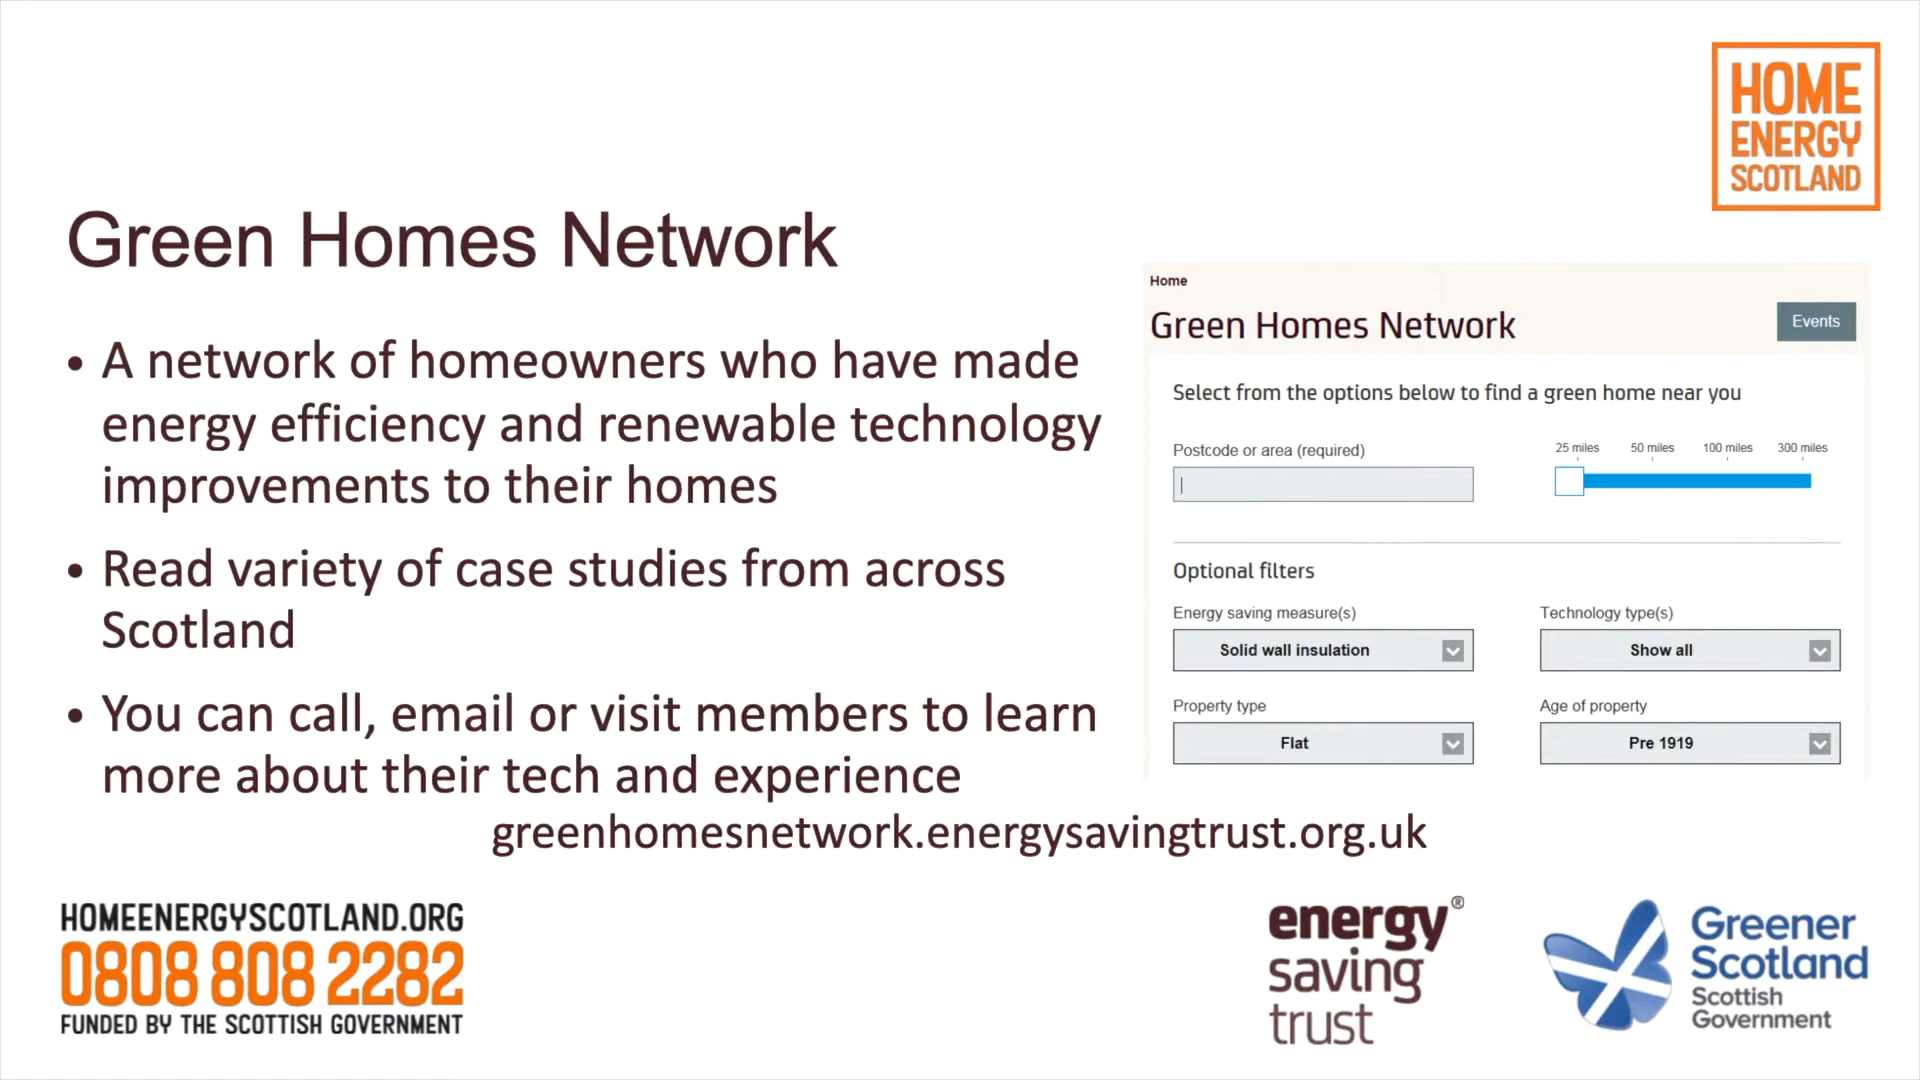 HOME
ENERGY
SCOTLAND
Green Homes Network
• A network of homeowners who have made
energy efficiency and renewable technology
improvements to their homes
• Read variety of case studies from across
Scotland
• You can call, email or visit members to learn
more about their tech and experience
greenhomesnetwork.energysavingtrust.org.uk
Home
Green Homes Network
Events
Select from the options below to find a green home near you
Postcode or area (required)
25 miles 50 miles 100 miles 300 miles
Optional filters
Energy saving measure(s) Technology type(s)
Solid wall insulation Show all
Property type Age of property
Flat Pre 1919
HOMEENERGYSCOTLAND.ORG
0808 808 2282
FUNDED BY THE SCOTTISH GOVERNMENT
energy®
saving
trust
Greener
Scotland
Scottish
Government